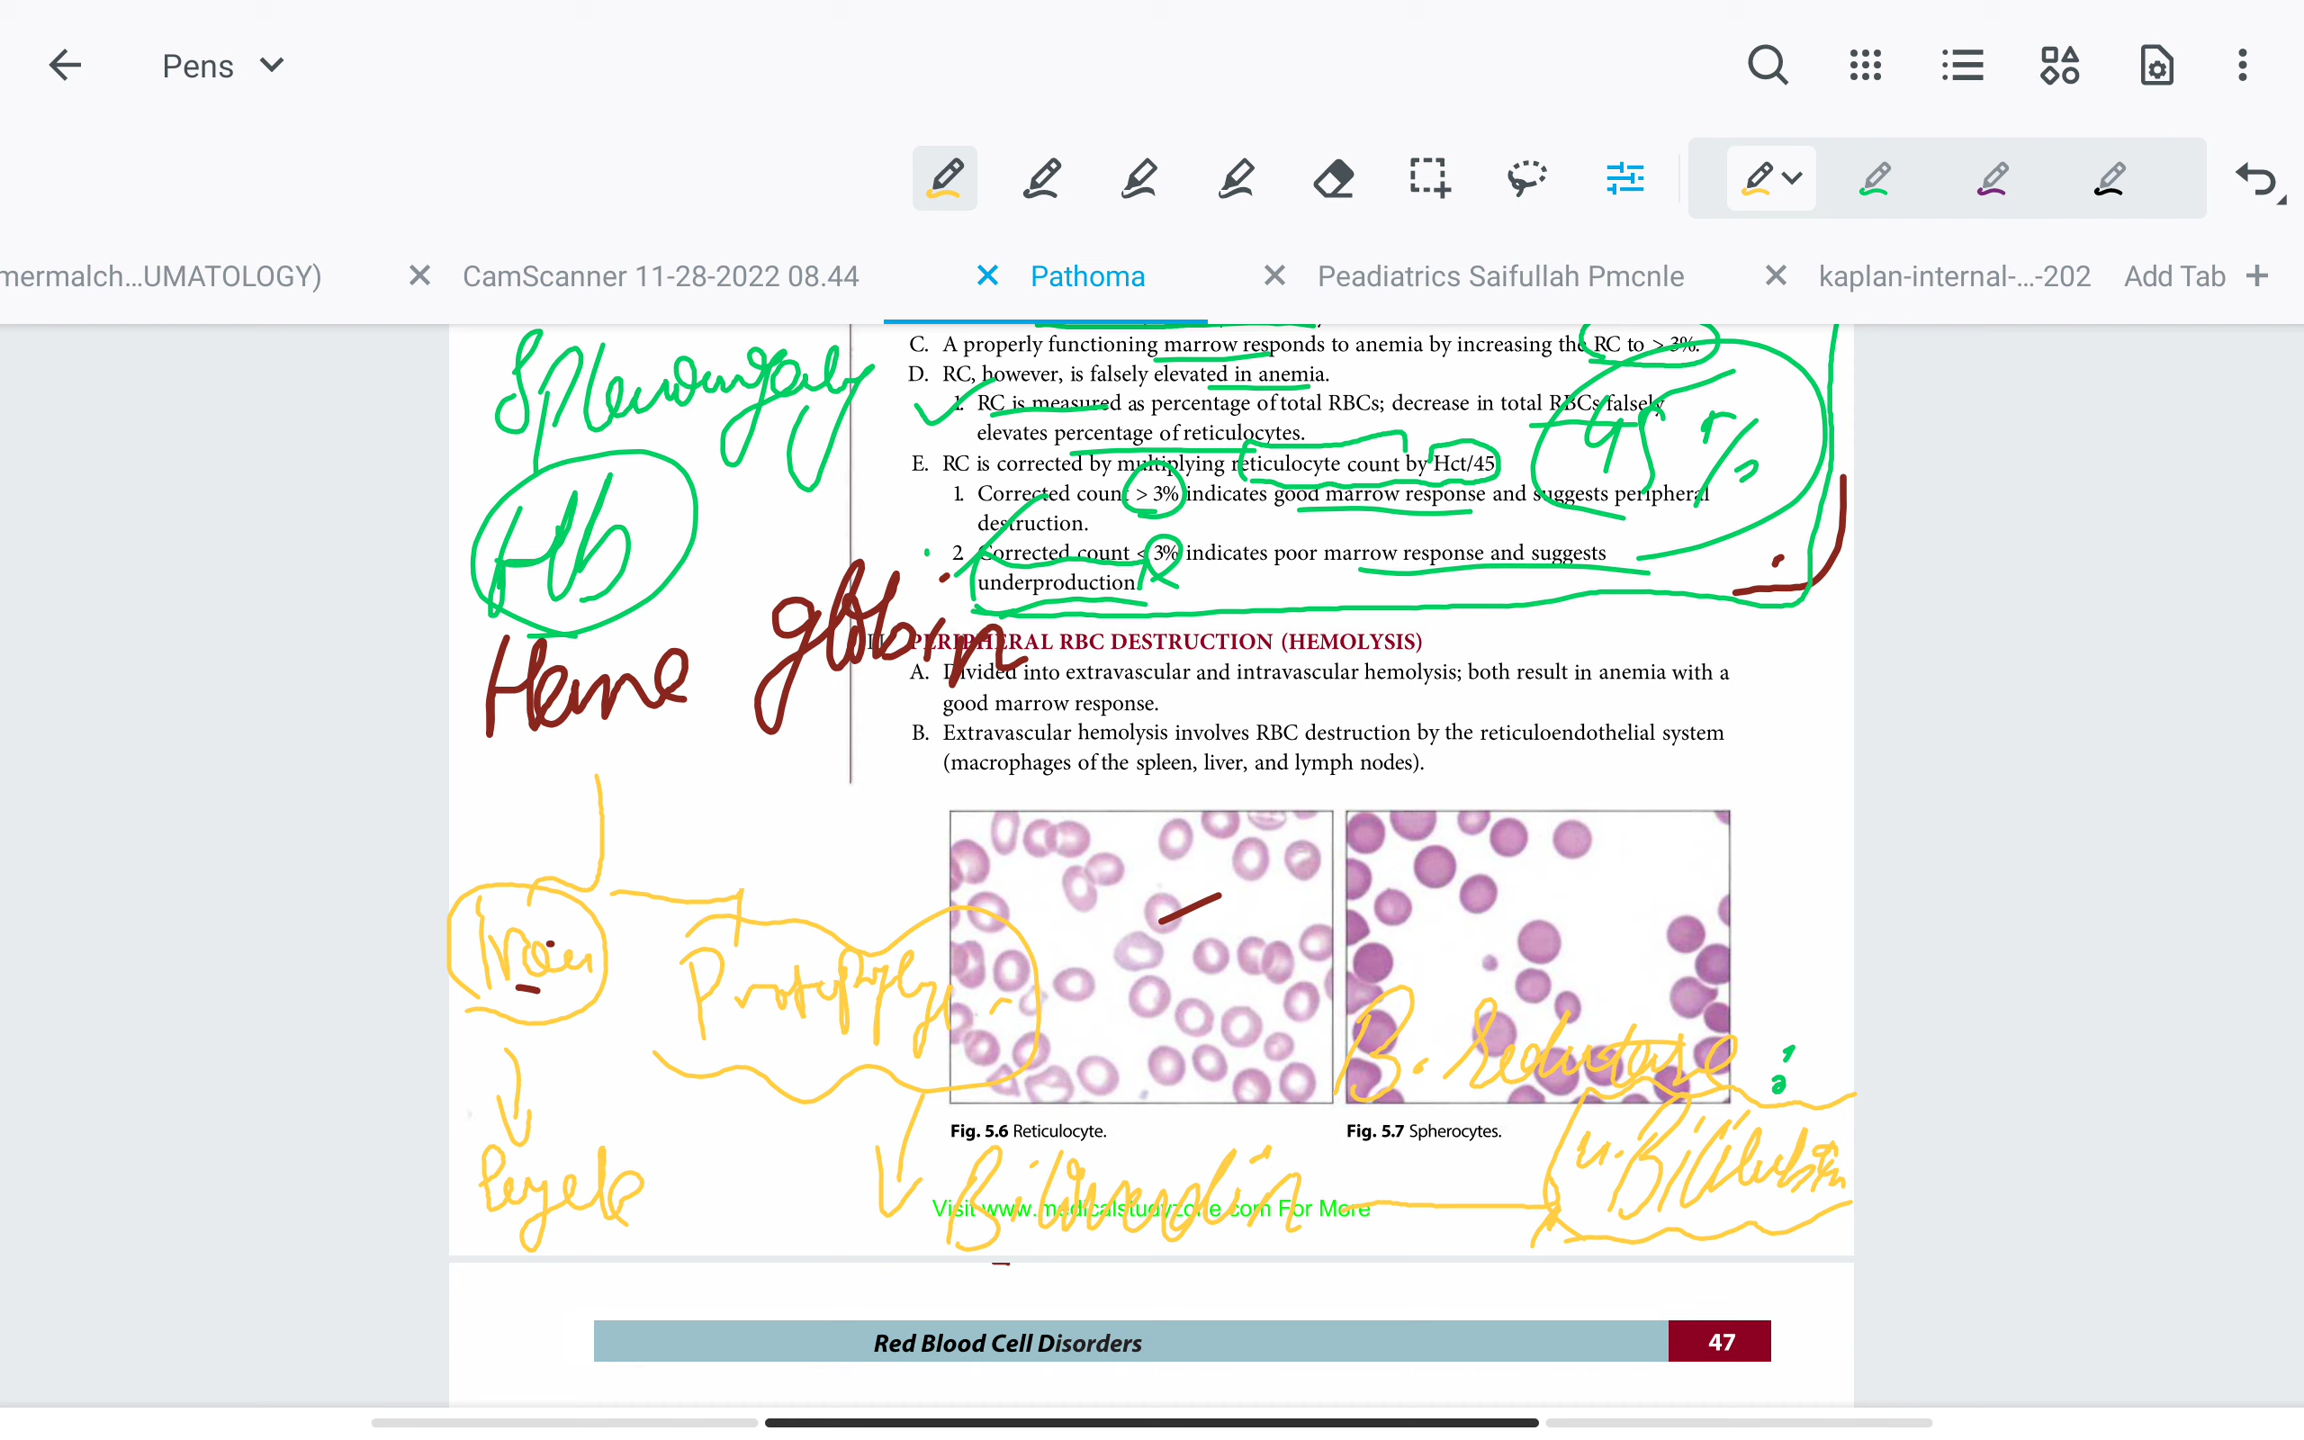 Pens
mermalch...UMATOLOGY)
CamScanner 11-28-2022 08.44
Pathoma
Peadiatrics Saifullah Pmcnle
kaplan-internal-...-202
Add Tab
C. A properly functioning marrow responds to anemia by increasing the RC to > 3%.
D. RC, however, is falsely elevated in anemia.
1. RC is measured as percentage of total RBCs; decrease in total RBCs falsely
elevates percentage of reticulocytes.
45%
E. RC is corrected by multiplying reticulocyte count by Hct/45
1. Corrected count > 3% indicates good marrow response and suggests peripheral
destruction.
Hb
2. Corrected count < 3% indicates poor marrow response and suggests
underproduction.
Heme globin
PERIPHERAL RBC DESTRUCTION (HEMOLYSIS)
A. Divided into extravascular and intravascular hemolysis; both result in anemia with a
good marrow response.
B. Extravascular hemolysis involves RBC destruction by the reticuloendothelial system
(macrophages of the spleen, liver, and lymph nodes).
B. reductase
Fig. 5.6 Reticulocyte.
Fig. 5.7 Spherocytes.
Biliverdin
Visit www.medicalstudyzone.com For More
Red Blood Cell Disorders
47